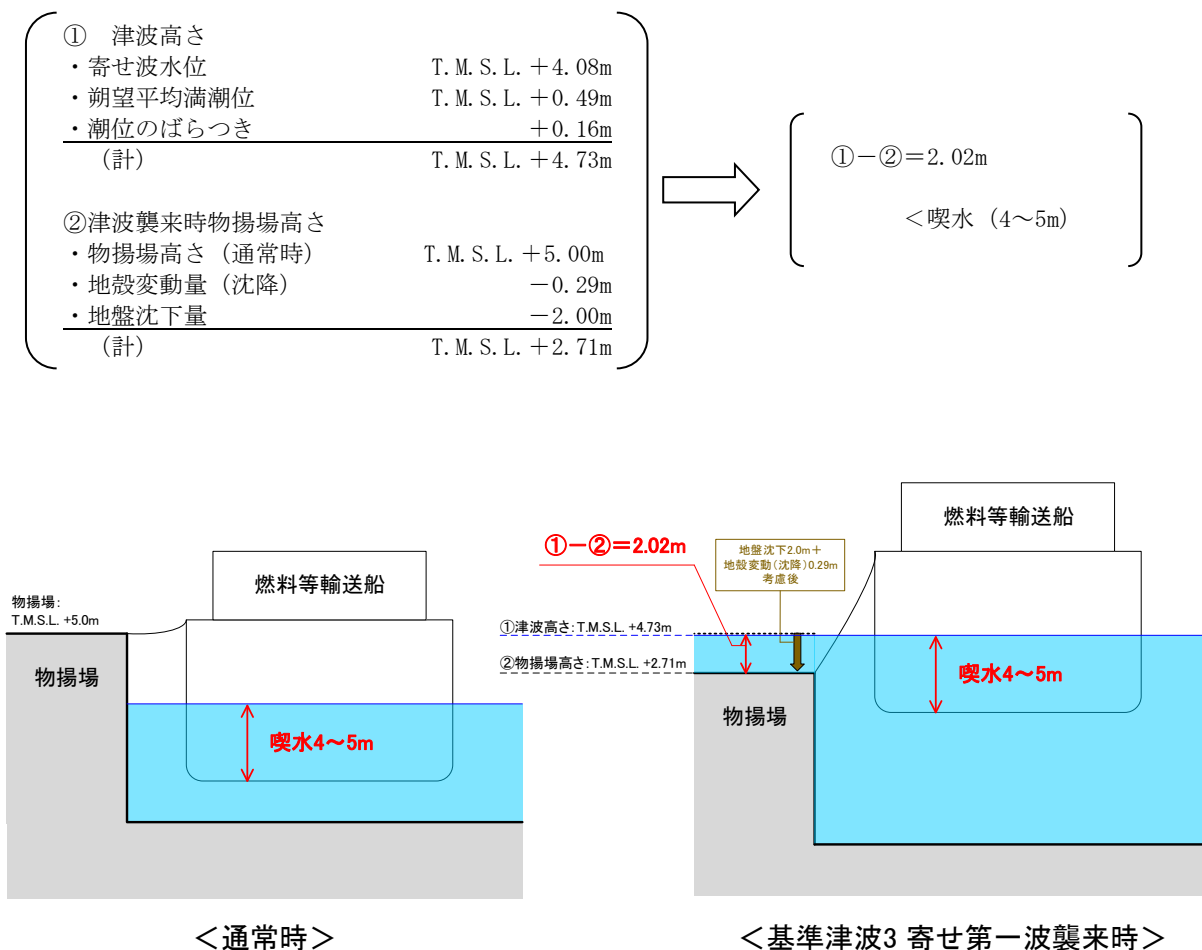 ① 津波高さ
・寄せ波水位 T.M.S.L.+4.08m
・朔望平均満潮位 T.M.S.L.+0.49m
・潮位のばらつき +0.16m
(計) T.M.S.L.+4.73m
②津波襲来時物揚場高さ
・物揚場高さ(通常時) T.M.S.L.+5.00m
・地殻変動量(沈降) -0.29m
・地盤沈下量 -2.00m
(計) T.M.S.L.+2.71m
①-②=2.02m
<喫水(4~5m)
物揚場:
T.M.S.L. +5.0m
物揚場
燃料等輸送船
喫水4~5m
<通常時>
①-②=2.02m
地盤沈下2.0m+
地殻変動(沈降)0.29m
考慮後
燃料等輸送船
①津波高さ:T.M.S.L. +4.73m
②物揚場高さ:T.M.S.L. +2.71m
喫水4~5m
物揚場
<基準津波3 寄せ第一波襲来時>